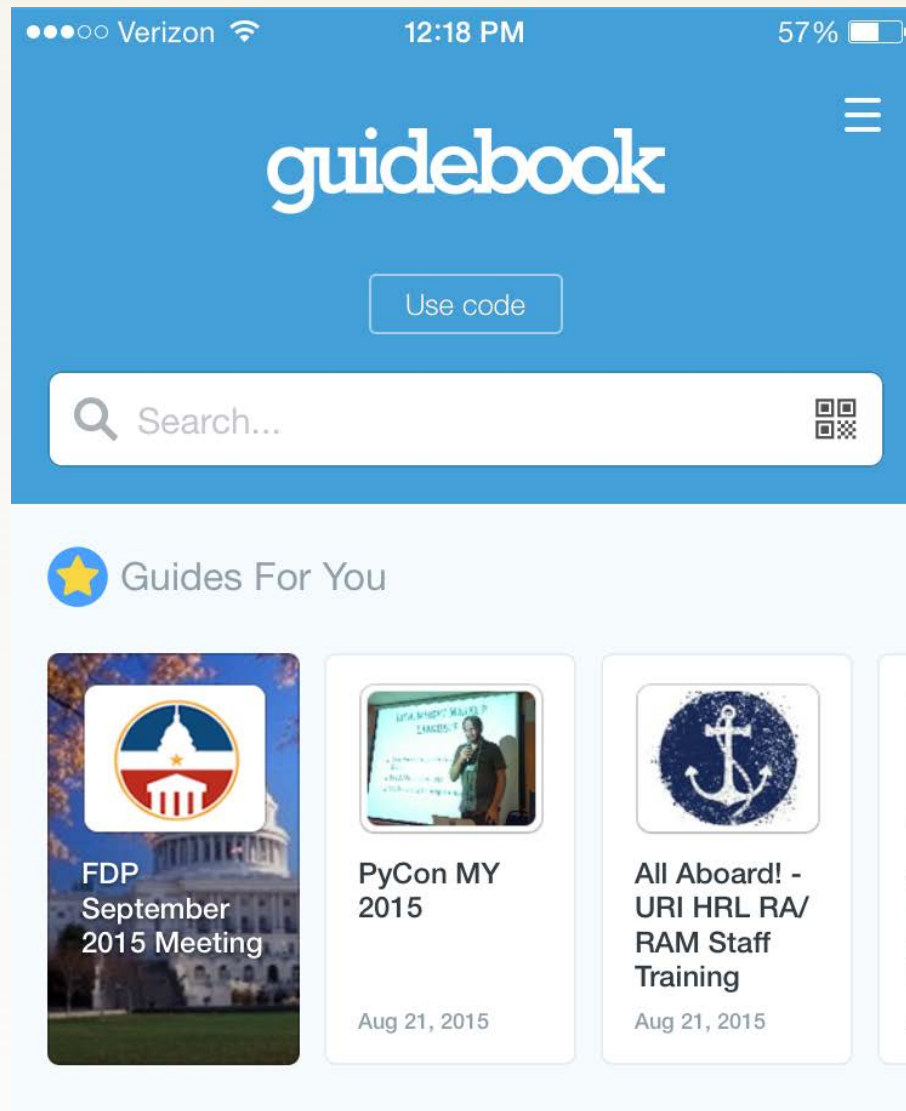 Verizon 12:18 PM 57%
guidebook
Use code
Search...
Guides For You
FDP
September
2015 Meeting
PyCon MY
2015
Aug 21, 2015
All Aboard! -
URI HRL RA/
RAM Staff
Training
Aug 21, 2015